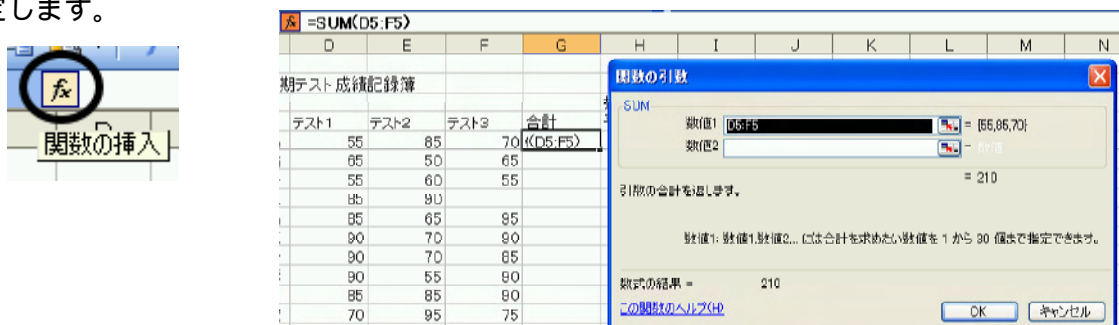 定します。
fx
関数の挿入
fx =SUM(D5:F5)
D E F G H I J K L M N
期テスト成績記録簿
テスト1 テスト2 テスト3 合計
55 85 70 (D5:F5)
65 50 65
55 60 55
85 90
85 65 95
90 70 90
90 70 85
90 55 90
85 85 90
70 95 75
関数の引数
SUM
数値1 D5:F5 = {55,85,70}
数値2 = 数値
= 210
引数の合計を返します。
数値1: 数値1,数値2,... には合計を求めたい数値を 1 から 30 個まで指定できます。
数式の結果 = 210
この関数のヘルプ(H)
OK キャンセル